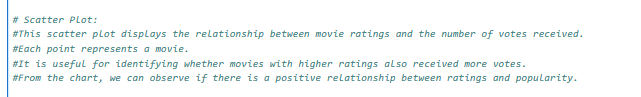 # Scatter Plot:
#This scatter plot displays the relationship between movie ratings and the number of votes received.
#Each point represents a movie.
#It is useful for identifying whether movies with higher ratings also received more votes.
#From the chart, we can observe if there is a positive relationship between ratings and popularity.